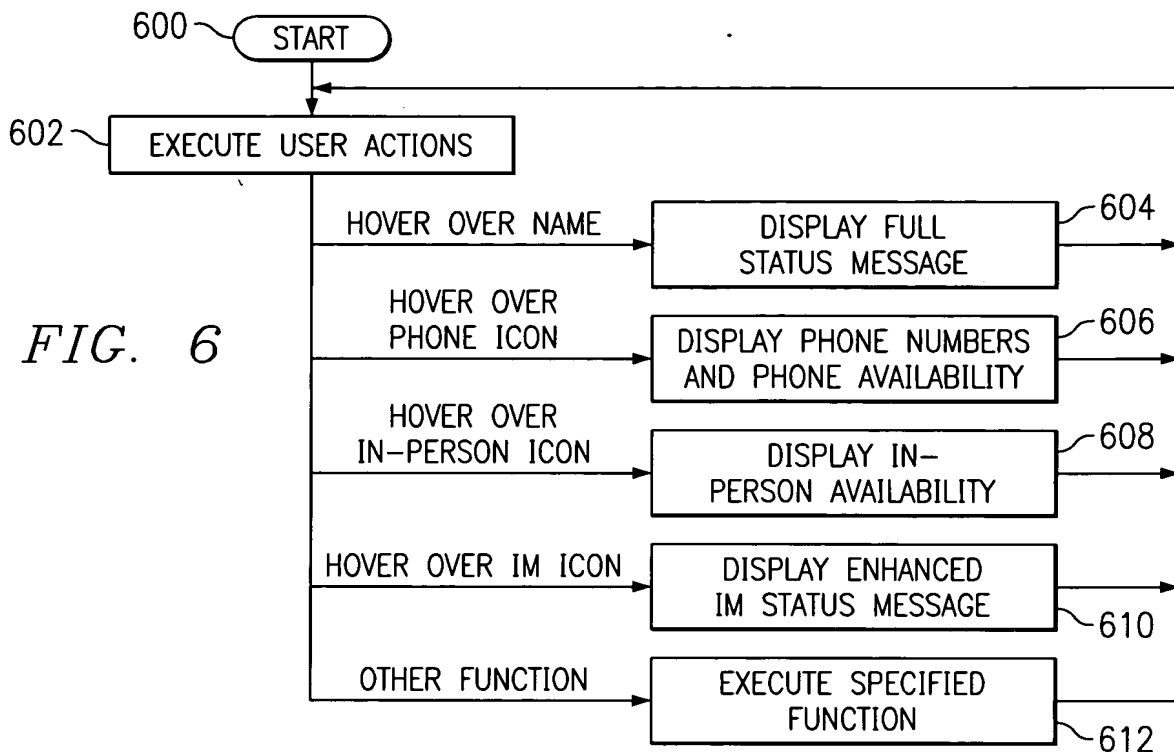 600
START
602
EXECUTE USER ACTIONS
HOVER OVER NAME
DISPLAY FULL
STATUS MESSAGE
604
HOVER OVER
PHONE ICON
DISPLAY PHONE NUMBERS
AND PHONE AVAILABILITY
606
FIG. 6
HOVER OVER
IN-PERSON ICON
DISPLAY IN-
PERSON AVAILABILITY
608
HOVER OVER IM ICON
DISPLAY ENHANCED
IM STATUS MESSAGE
610
OTHER FUNCTION
EXECUTE SPECIFIED
FUNCTION
612